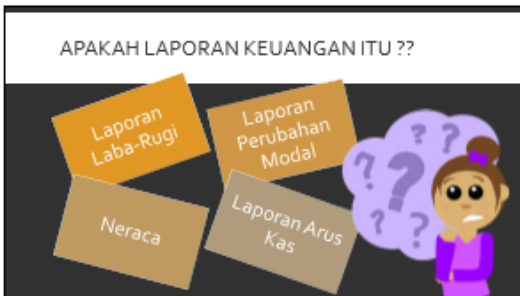 APAKAH LAPORAN KEUANGAN ITU ??
Laporan
Laba-Rugi
Laporan
Perubahan
Modal
Neraca
Laporan Arus
Kas
? ?
? ? ?
? ?